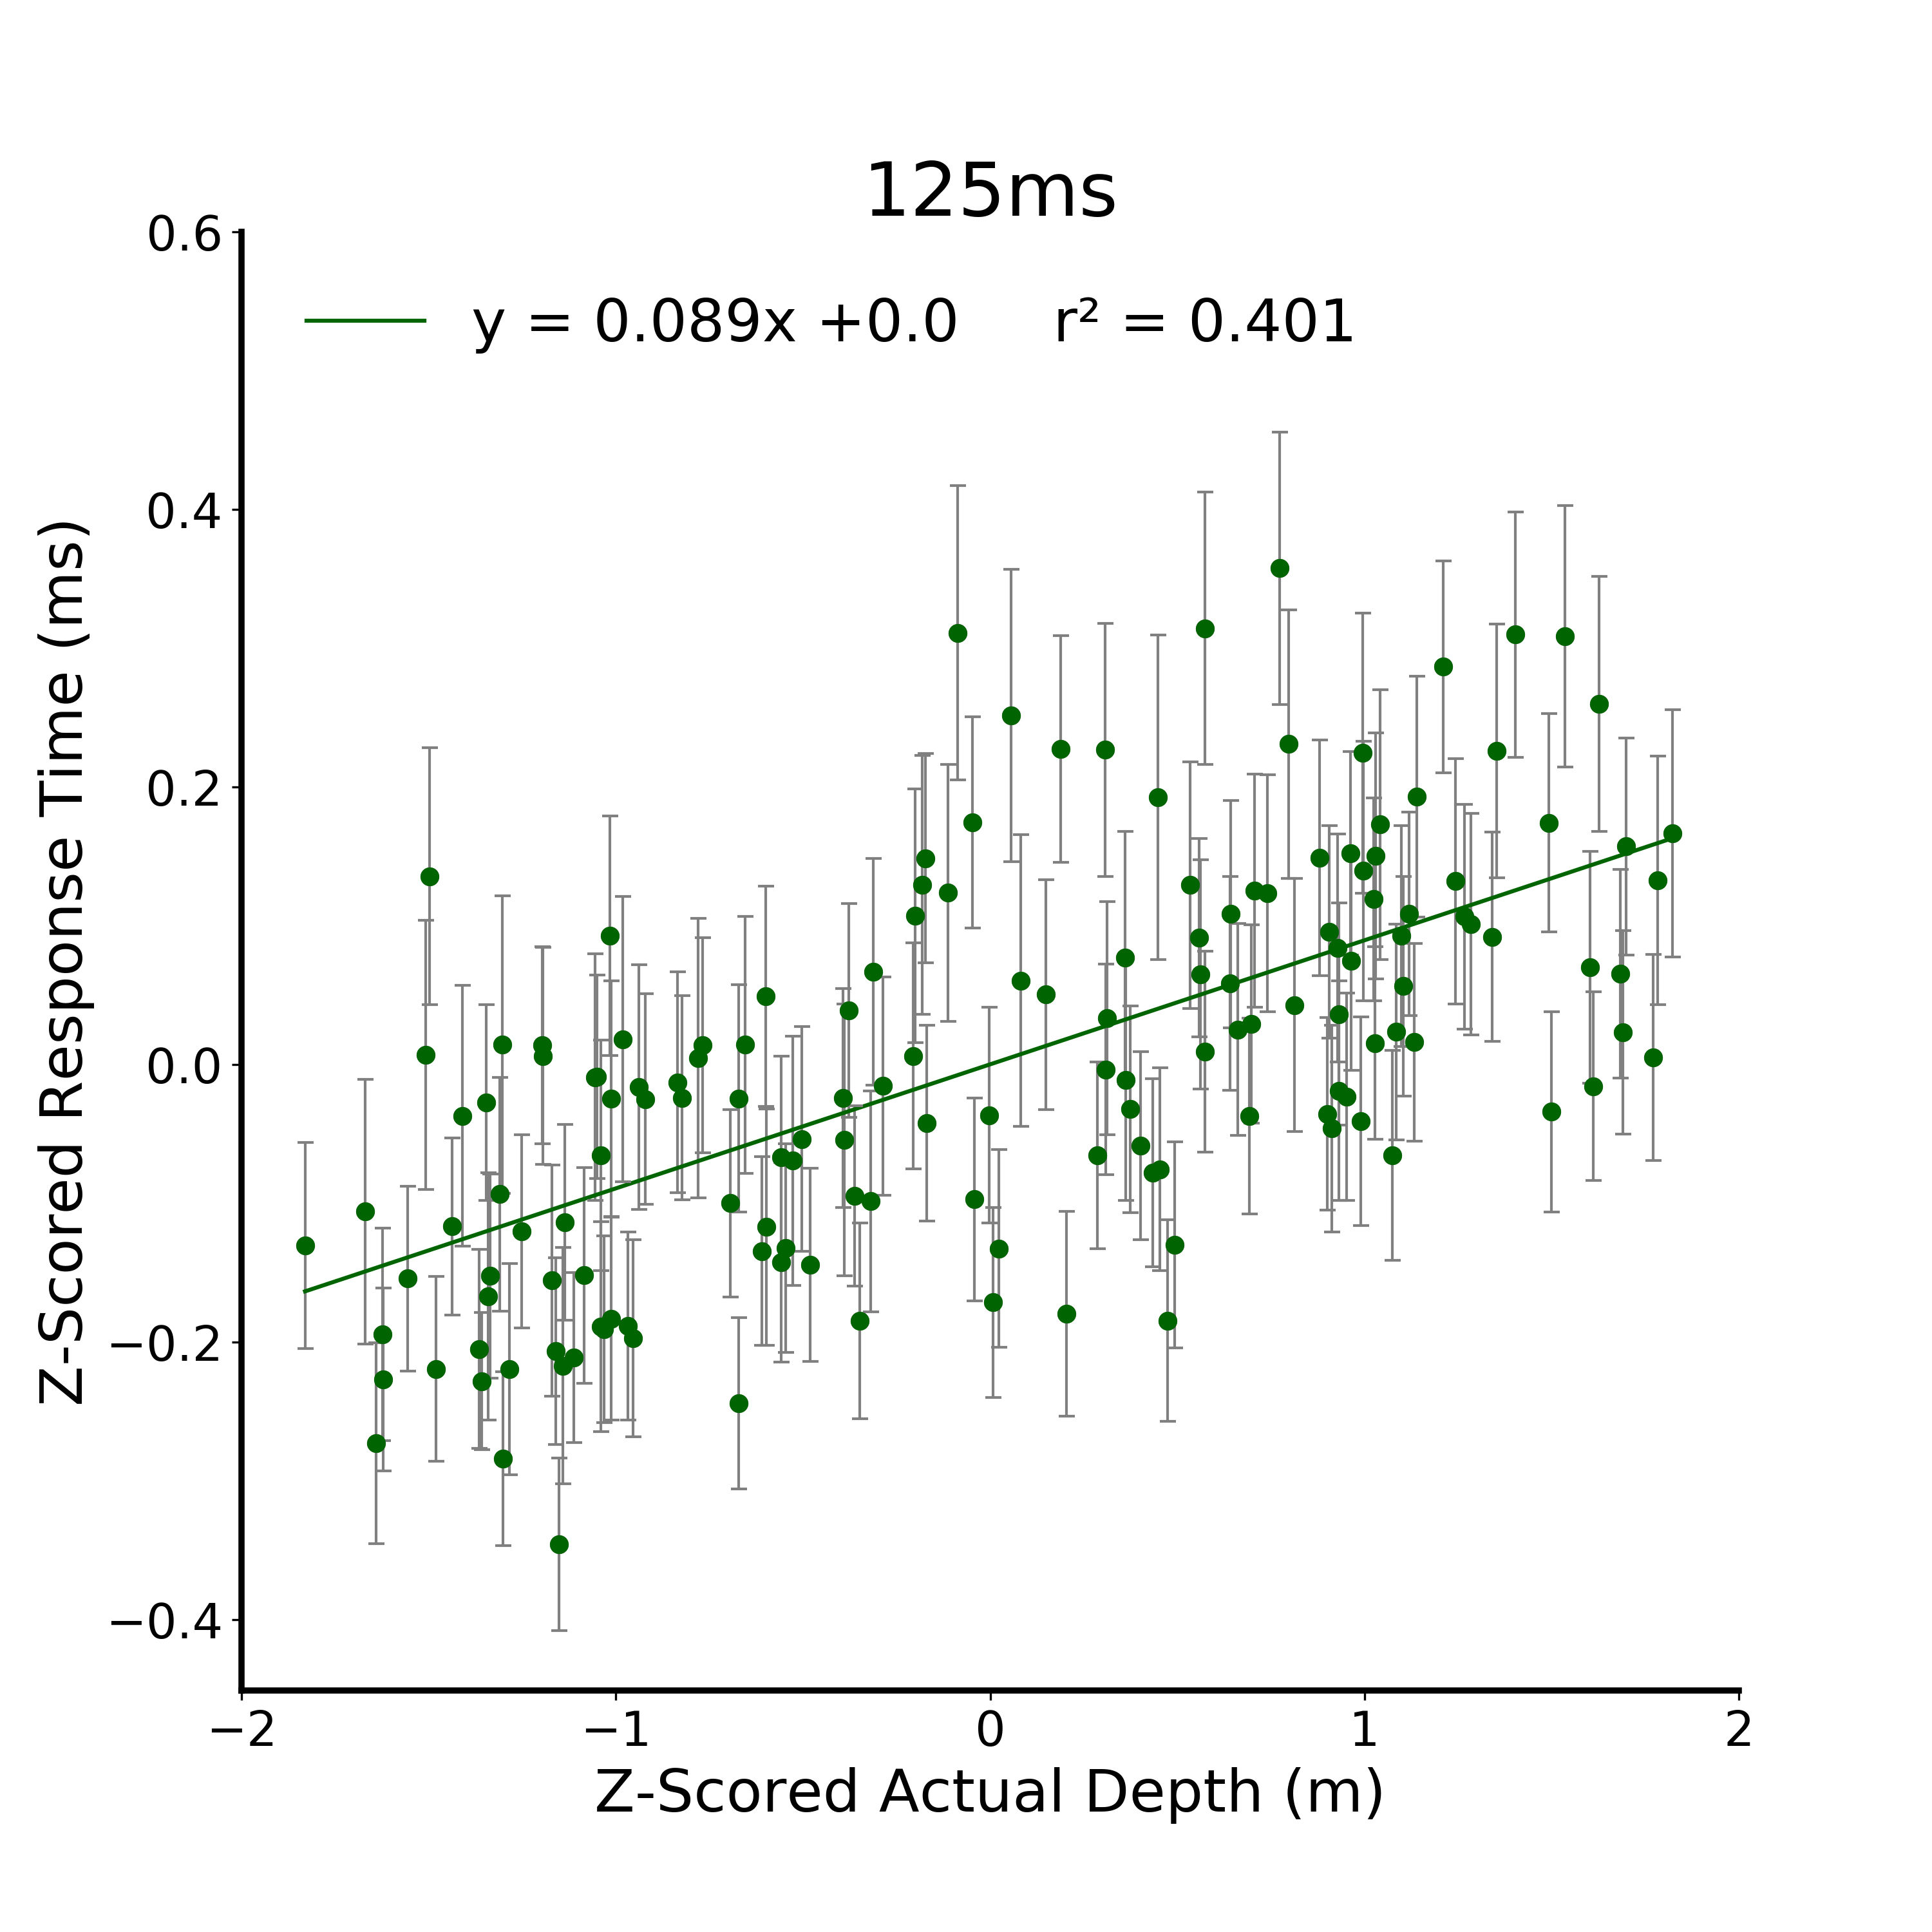 125ms
y = 0.089x +0.0 r² = 0.401
0.6
0.4
0.2
0.0
−0.2
−0.4
Z-Scored Response Time (ms)
−2
−1
0
1
2
Z-Scored Actual Depth (m)